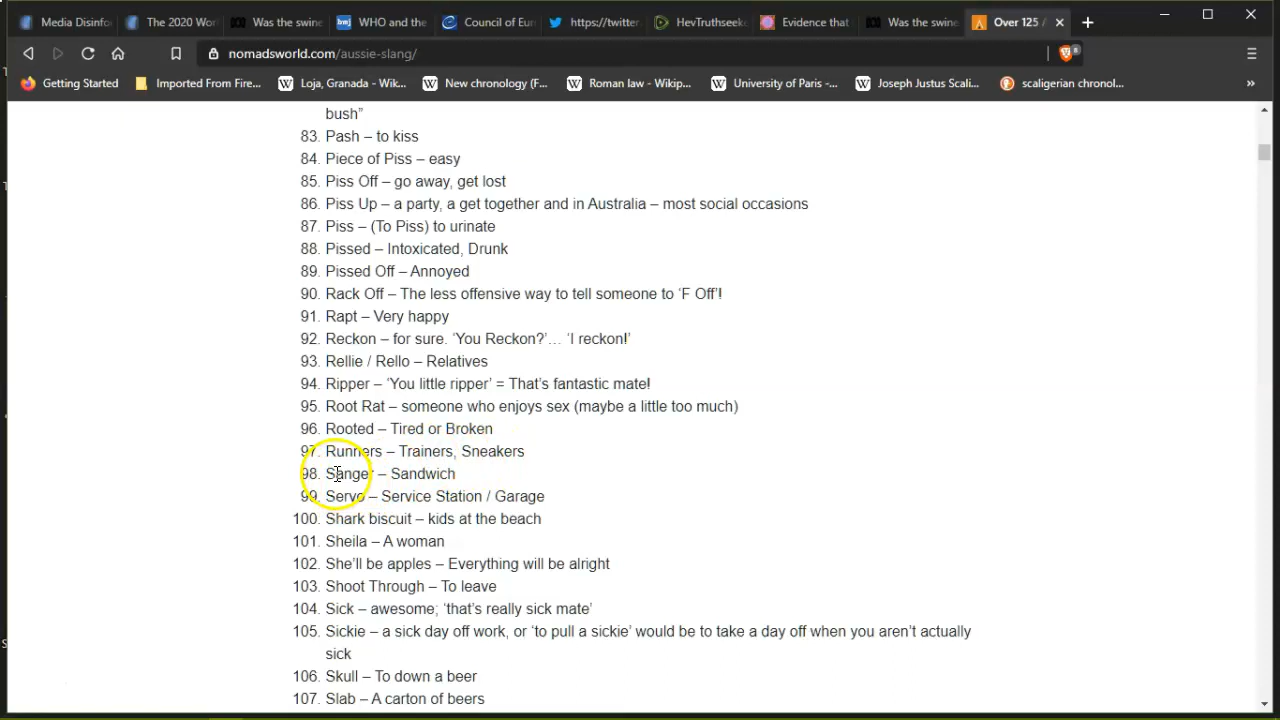 Media Disinfo
The 2020 Wor
Was the swine
WHO and the
Council of Eur
https://twitter.
HevTruthseek
Evidence that
Was the swine
Over 125 A
nomadsworld.com/aussie-slang/
Getting Started
Imported From Fire...
Loja, Granada - Wik...
New chronology (F...
Roman law - Wikip...
University of Paris -...
Joseph Justus Scali...
scaligerian chronol...
bush”
83. Pash – to kiss
84. Piece of Piss – easy
85. Piss Off – go away, get lost
86. Piss Up – a party, a get together and in Australia – most social occasions
87. Piss – (To Piss) to urinate
88. Pissed – Intoxicated, Drunk
89. Pissed Off – Annoyed
90. Rack Off – The less offensive way to tell someone to ‘F Off’!
91. Rapt – Very happy
92. Reckon – for sure. ‘You Reckon?’… ‘I reckon!’
93. Rellie / Rello – Relatives
94. Ripper – ‘You little ripper’ = That’s fantastic mate!
95. Root Rat – someone who enjoys sex (maybe a little too much)
96. Rooted – Tired or Broken
97. Runners – Trainers, Sneakers
98. Sanger – Sandwich
99. Servo – Service Station / Garage
100. Shark biscuit – kids at the beach
101. Sheila – A woman
102. She’ll be apples – Everything will be alright
103. Shoot Through – To leave
104. Sick – awesome; ‘that’s really sick mate’
105. Sickie – a sick day off work, or ‘to pull a sickie’ would be to take a day off when you aren’t actually
sick
106. Skull – To down a beer
107. Slab – A carton of beers